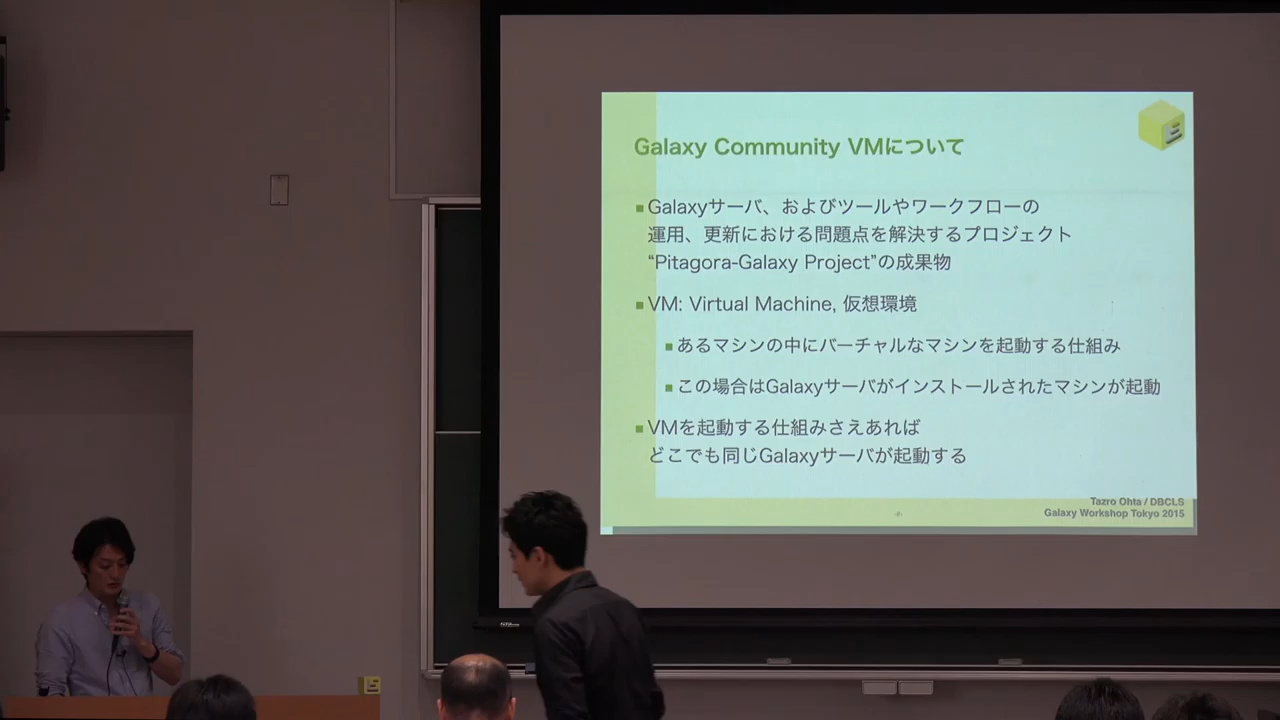 Galaxy Community VMについて
Galaxyサーバ、およびツールやワークフローの
運用、更新における問題点を解決するプロジェクト
“Pitagora-Galaxy Project”の成果物
VM: Virtual Machine, 仮想環境
あるマシンの中にバーチャルなマシンを起動する仕組み
この場合はGalaxyサーバがインストールされたマシンが起動
VMを起動する仕組みさえあれば
どこでも同じGalaxyサーバが起動する
Tazro Ohta / DBCLS
Galaxy Workshop Tokyo 2015